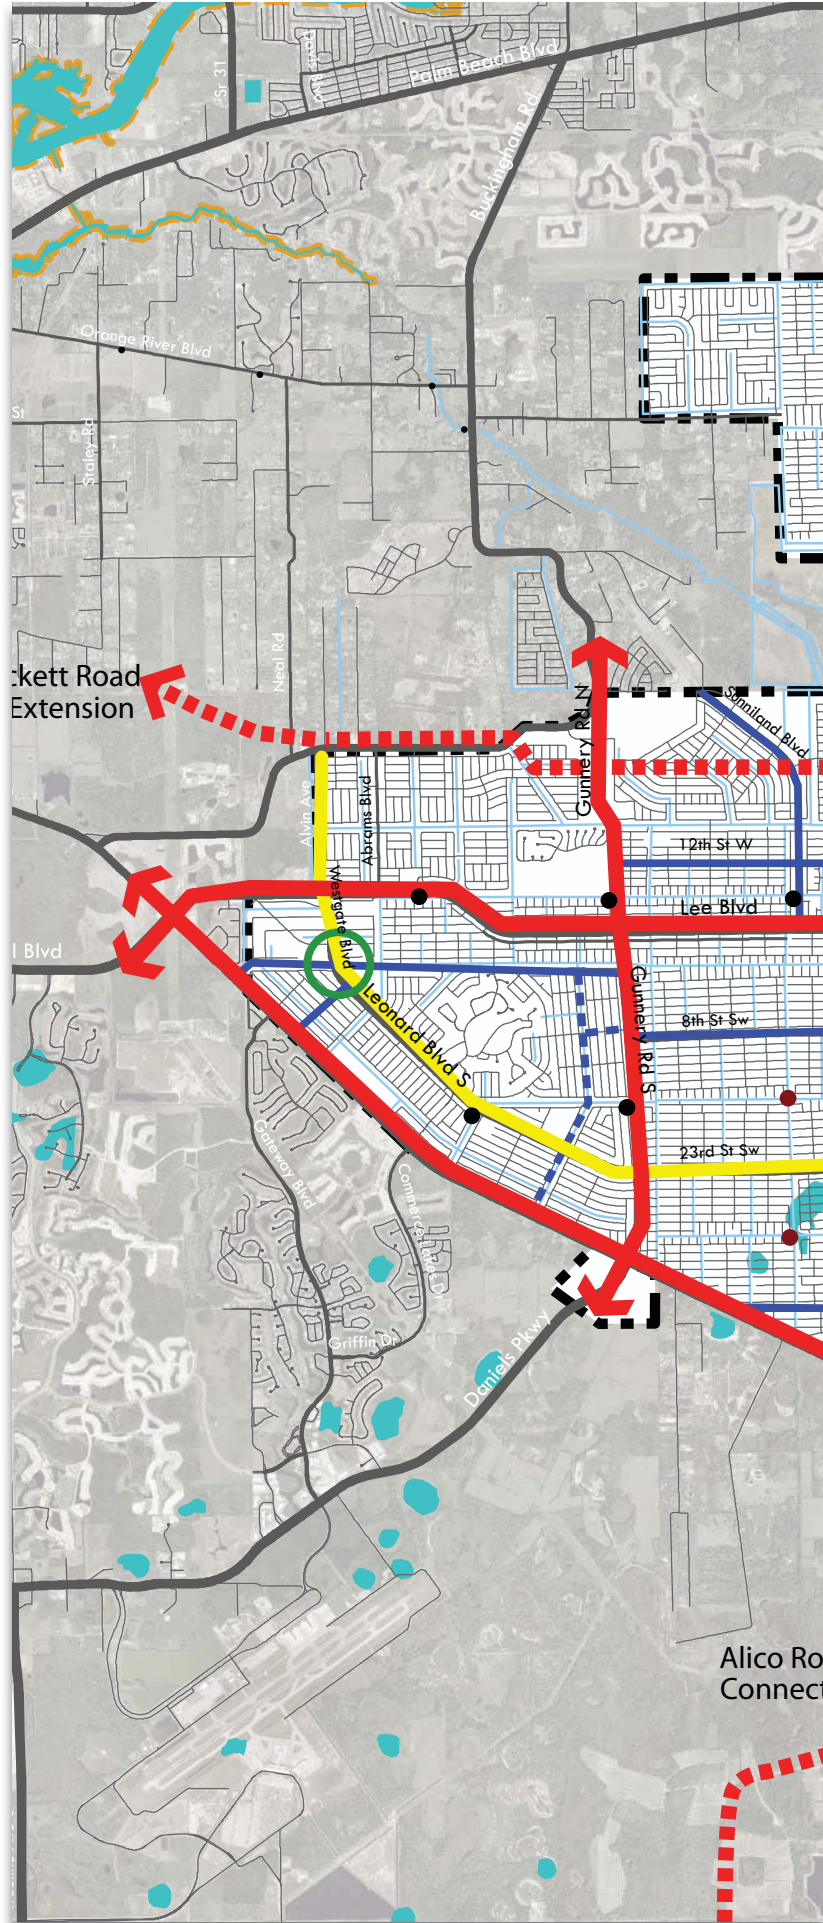 Sr 31
Davis Blvd
Palm Beach Blvd
Buckingham Rd
Orange River Blvd
St
Staley Rd
Neal Rd
ckett Road
Extension
Gunnery Rd N
Sunniland Blvd
Alvin Ave
Abrams Blvd
12th St W
Westgate Blvd
Lee Blvd
l Blvd
Leonard Blvd S
Gunnery Rd S
8th St Sw
Gateway Blvd
23rd St Sw
Commerce Lakes D
Griffin Dr
Daniels Pkwy
Alico Ro
Connect